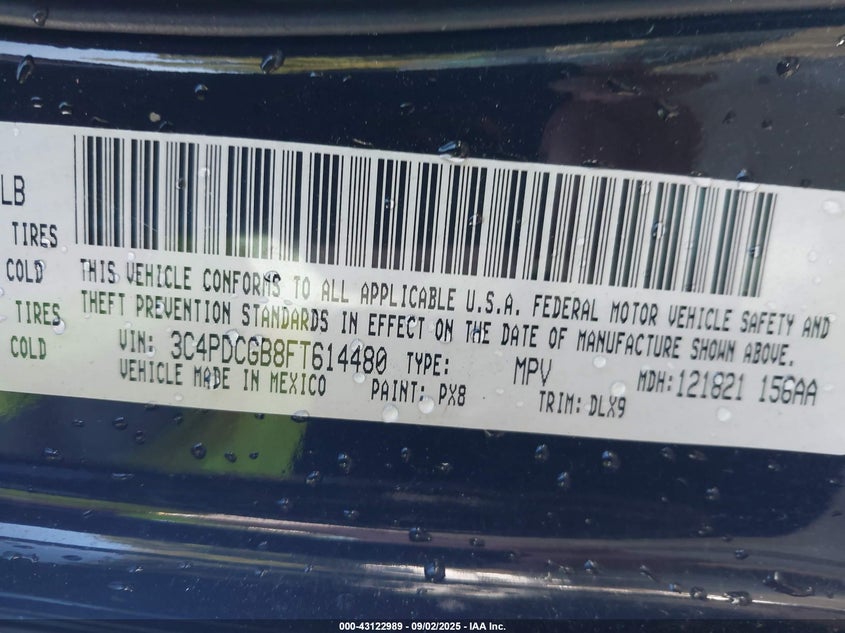 LB
TIRES
COLD
TIRES
COLD
THIS VEHICLE CONFORMS TO ALL APPLICABLE U.S.A. FEDERAL MOTOR VEHICLE SAFETY AND
THEFT PREVENTION STANDARDS IN EFFECT ON THE DATE OF MANUFACTURE SHOWN ABOVE.
VIN: 3C4PDCGB8FT614480 TYPE: MPV MDH:121821 156AA
VEHICLE MADE IN MEXICO PAINT: PX8 TRIM: DLX9
000-43122989 - 09/02/2025 - IAA Inc.